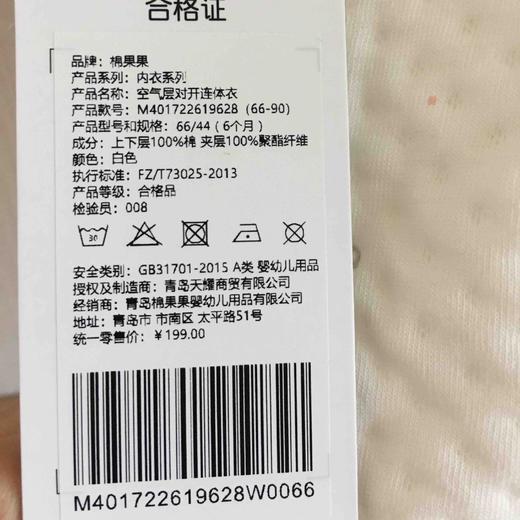 合格证
品牌：棉果果
产品系列：内衣系列
产品名称：空气层对开连体衣
产品款号：M401722619628（66-90）
产品型号和规格：66/44（6个月）
成分：上下层100%棉 夹层100%聚酯纤维
颜色：白色
执行标准：FZ/T73025-2013
产品等级：合格品
检验员：008
30
安全类别：GB31701-2015 A类 婴幼儿用品
授权及制造商：青岛天耀商贸有限公司
经销商：青岛棉果果婴幼儿用品有限公司
地址：青岛市 市南区 太平路51号
统一零售价：￥199.00
M401722619628W0066